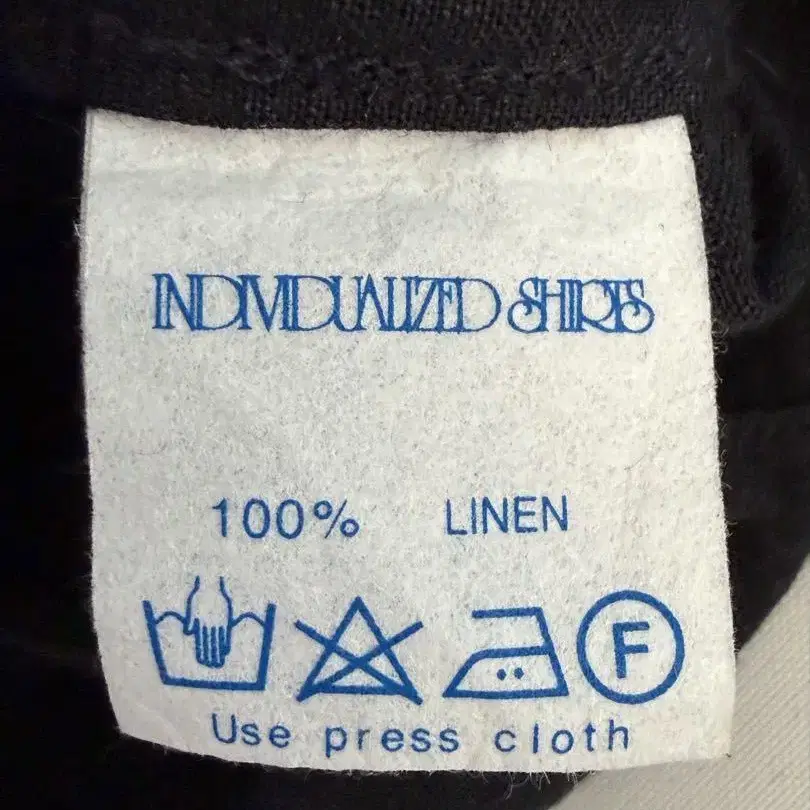 INDIVIDUALIZED SHIRTS
100% LINEN
F
Use press cloth